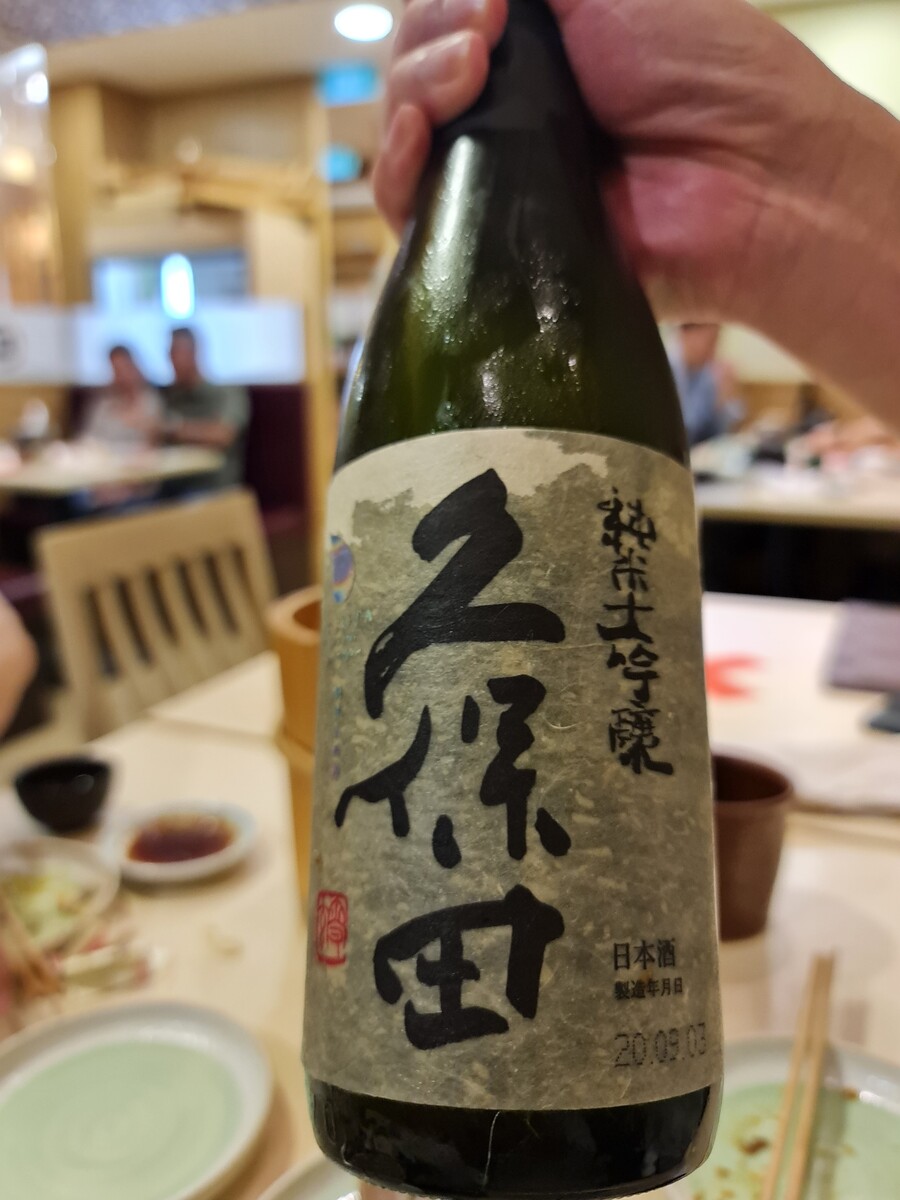 純米大吟醸
久保田
日本酒
製造年月日
20.09.03